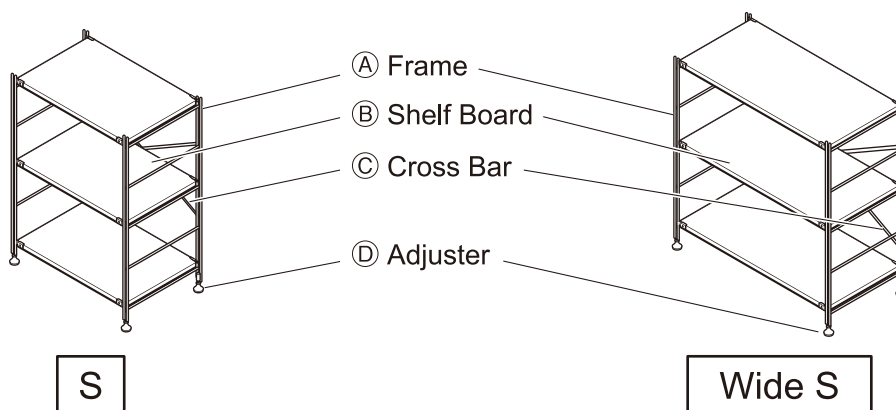 Ⓐ Frame
Ⓑ Shelf Board
Ⓒ Cross Bar
Ⓓ Adjuster
S
Wide S